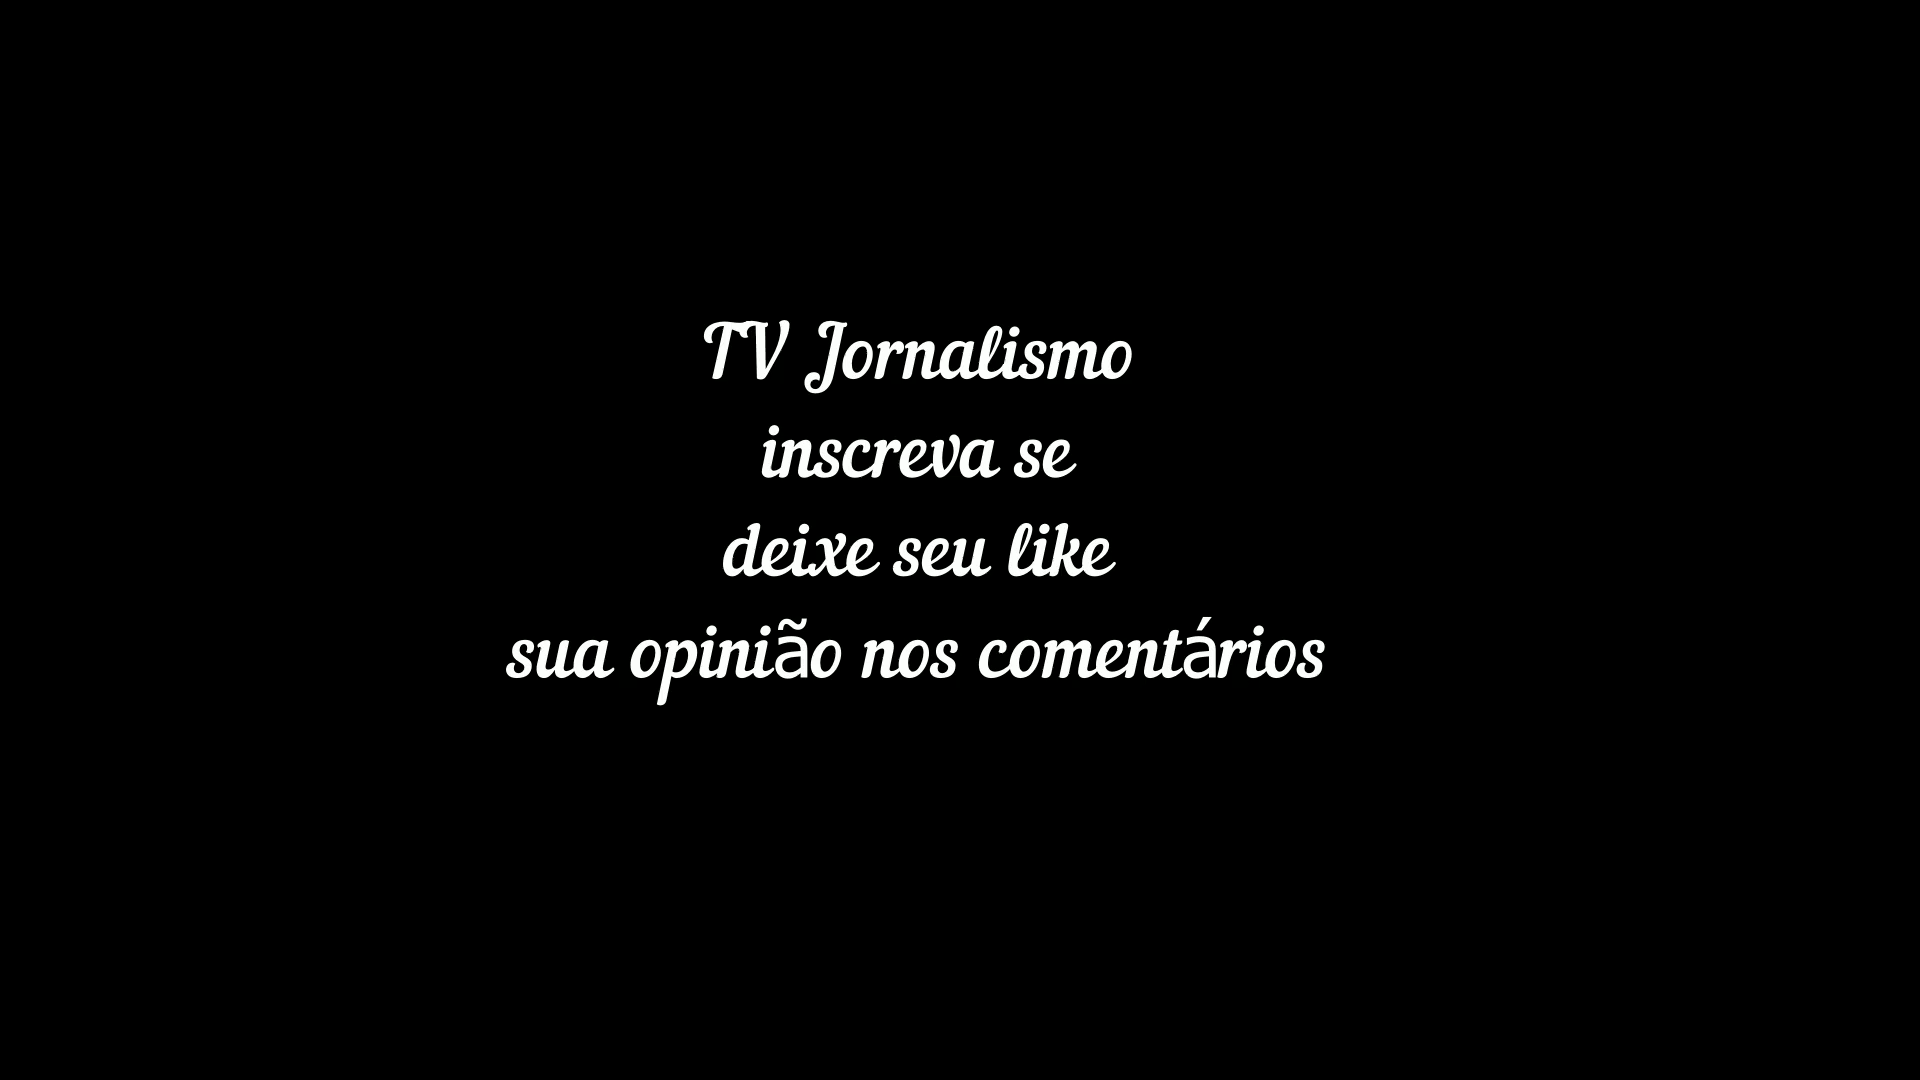 TV Jornalismo
inscreva se
deixe seu like
sua opinião nos comentários